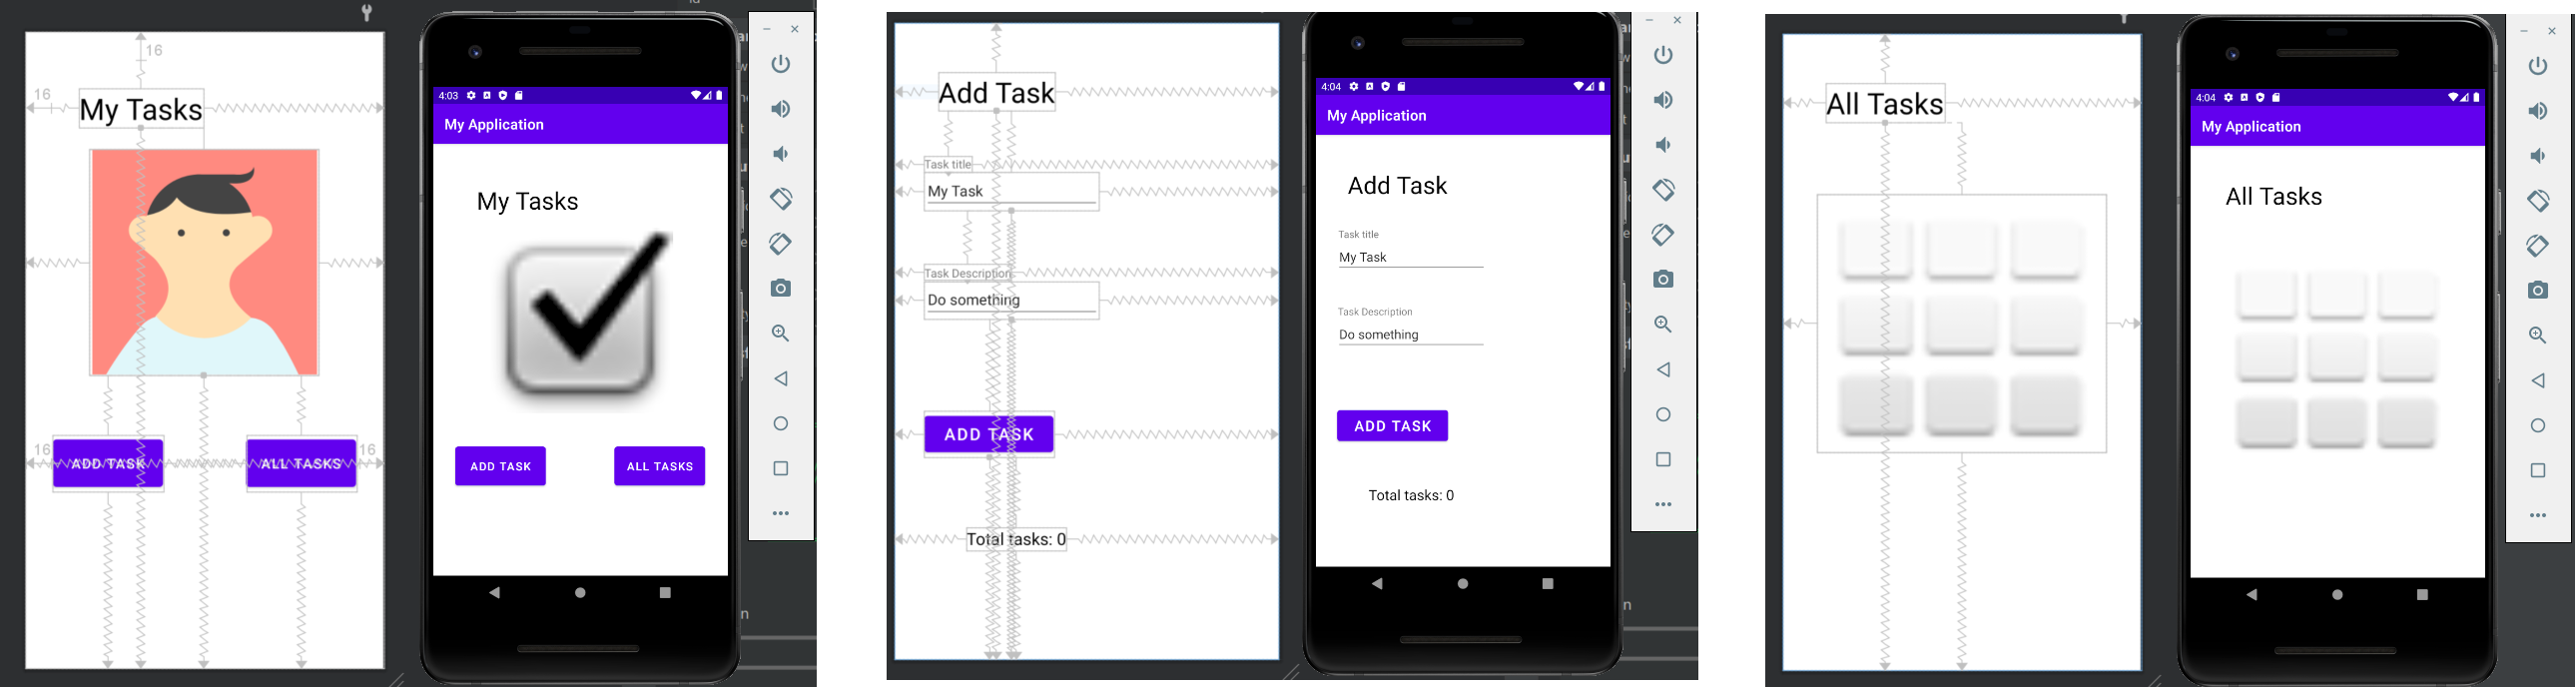 16
16
My Tasks
16
ADD TASK
ALL TASKS
16
4:03
My Application
My Tasks
ADD TASK
ALL TASKS
Add Task
Task title
My Task
Task Description
Do something
ADD TASK
Total tasks: 0
4:04
My Application
Add Task
Task title
My Task
Task Description
Do something
ADD TASK
Total tasks: 0
All Tasks
4:04
My Application
All Tasks